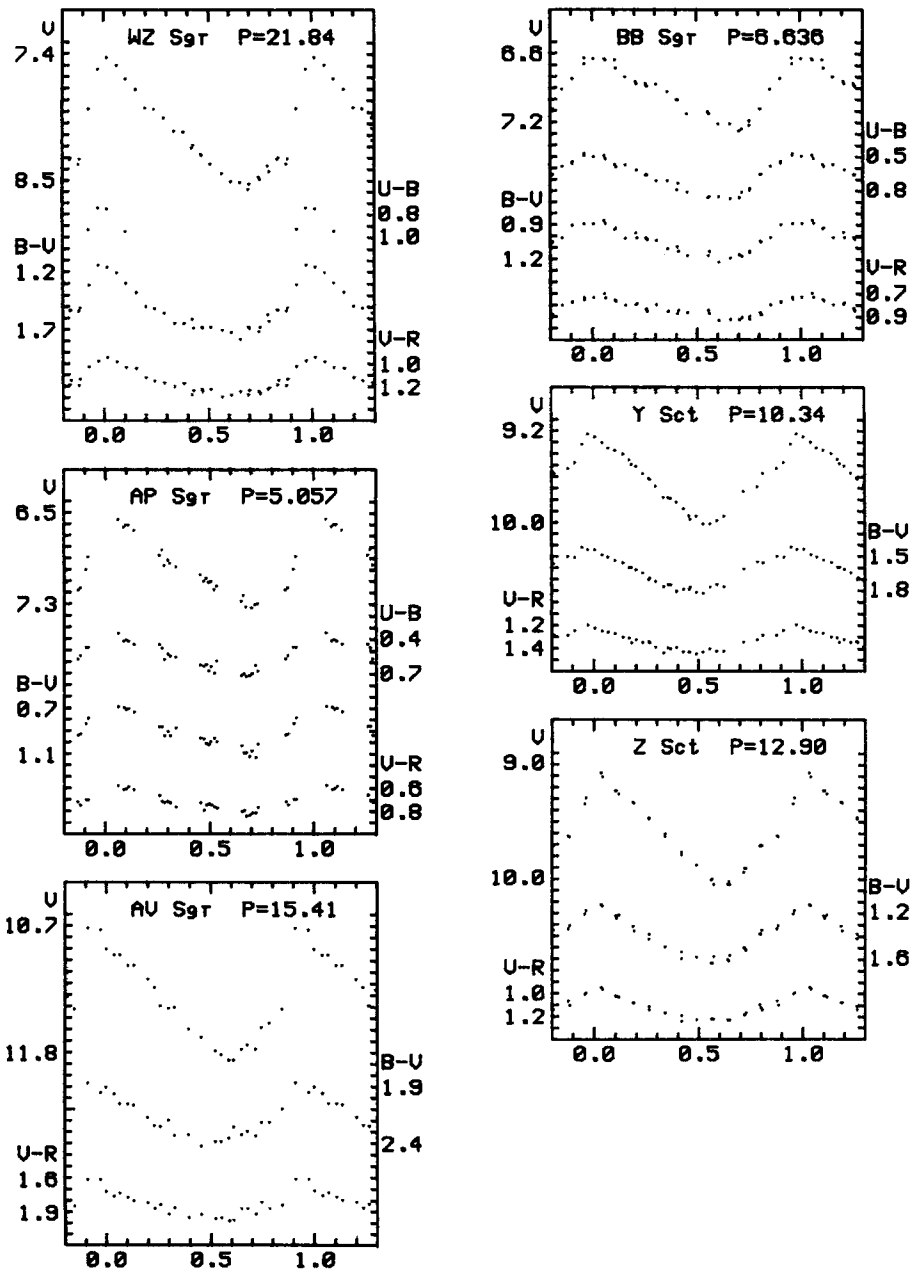 WZ Sgr P=21.84
V
7.4
8.5
U-B
0.8
1.0
B-V
1.2
1.7
V-R
1.0
1.2
0.0 0.5 1.0
AP Sgr P=5.057
V
6.5
7.3
U-B
0.4
0.7
B-V
0.7
1.1
V-R
0.6
0.8
0.0 0.5 1.0
AV Sgr P=15.41
V
10.7
11.8
B-V
1.9
2.4
V-R
1.6
1.9
0.0 0.5 1.0
BB Sgr P=6.636
V
6.6
7.2
U-B
0.5
0.8
B-V
0.9
1.2
V-R
0.7
0.9
0.0 0.5 1.0
Y Sct P=10.34
V
9.2
10.0
B-V
1.5
1.8
V-R
1.2
1.4
0.0 0.5 1.0
Z Sct P=12.90
V
9.0
10.0
B-V
1.2
1.6
V-R
1.0
1.2
0.0 0.5 1.0